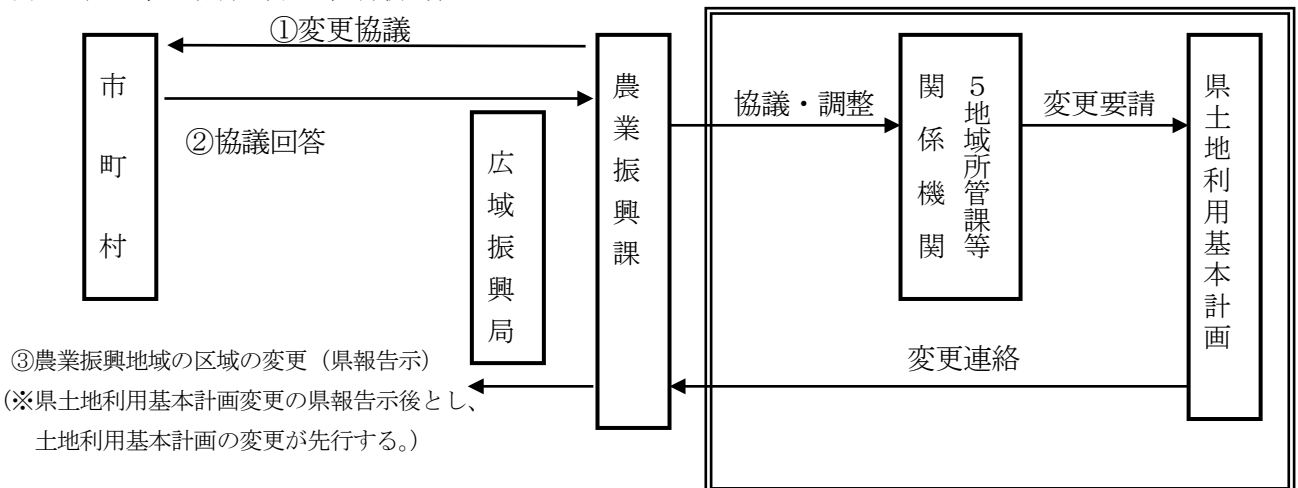 ①変更協議
市町村
②協議回答
広域振興局
農業振興課
協議・調整
関係機関
5地域所管課等
変更要請
県土地利用基本計画
変更連絡
③農業振興地域の区域の変更（県報告示）
(※県土地利用基本計画変更の県報告示後とし、
土地利用基本計画の変更が先行する。)